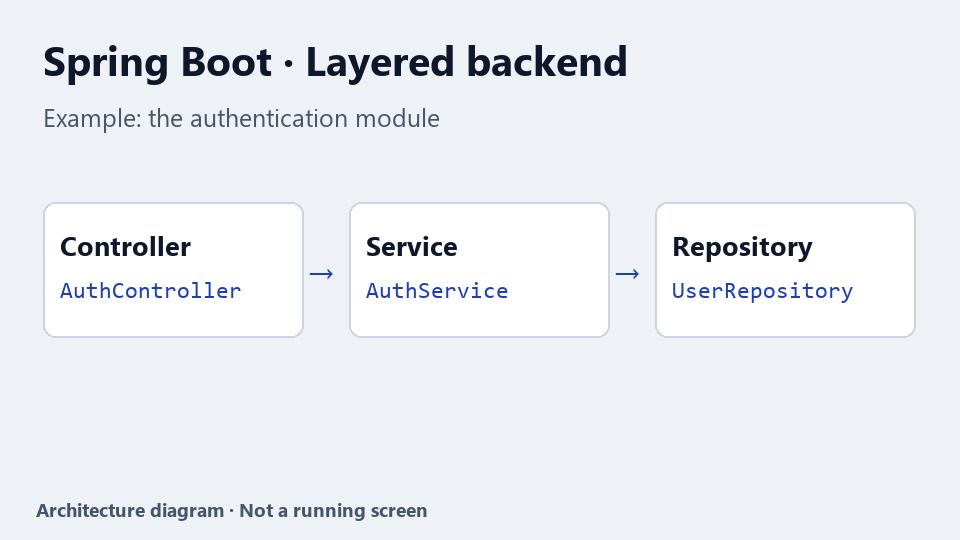 Spring Boot · Layered backend
Example: the authentication module
Controller
AuthController
→
Service
AuthService
→
Repository
UserRepository
Architecture diagram · Not a running screen